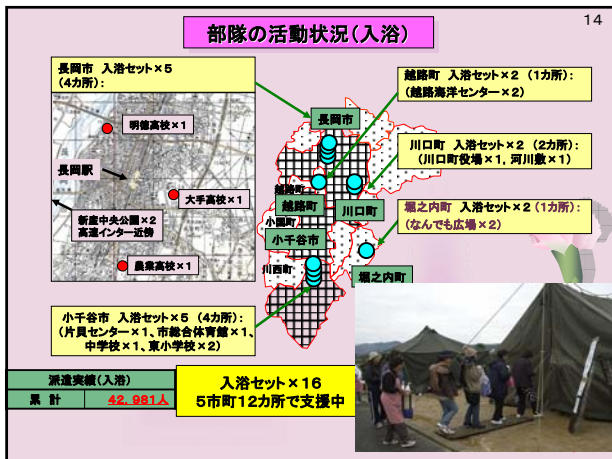 14
部隊の活動状況(入浴)
長岡市 入浴セット×5
(4カ所):
明徳高校×1
長岡駅
大手高校×1
新産中央公園×2
高速インター近傍
農業高校×1
越路町 入浴セット×2 (1カ所):
(越路海洋センター×2)
長岡市
川口町 入浴セット×2 (2カ所):
(川口町役場×1, 河川敷×1)
越路町
越路町
川口町
小国町
堀之内町 入浴セット×2 (1カ所):
(なんでも広場×2)
小千谷市
川西町
堀之内町
小千谷市 入浴セット×5 (4カ所):
(片貝センター×1、市総合体育館×1、
中学校×1、東小学校×2)
派遣実績(入浴)
累 計 42,981人
入浴セット×16
5市町12カ所で支援中